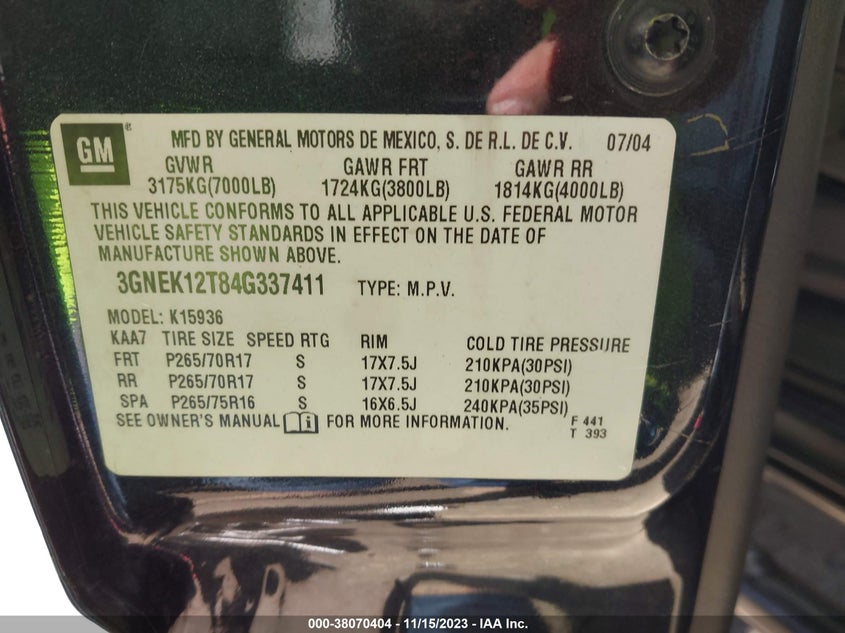 GM ®
MFD BY GENERAL MOTORS DE MEXICO, S. DE R.L. DE C.V. 07/04
GVWR GAWR FRT GAWR RR
3175KG(7000LB) 1724KG(3800LB) 1814KG(4000LB)
THIS VEHICLE CONFORMS TO ALL APPLICABLE U.S. FEDERAL MOTOR
VEHICLE SAFETY STANDARDS IN EFFECT ON THE DATE OF
MANUFACTURE SHOWN ABOVE.
3GNEK12T84G337411 TYPE: M.P.V.
MODEL: K15936
KAA7 TIRE SIZE SPEED RTG RIM COLD TIRE PRESSURE
FRT P265/70R17 S 17X7.5J 210KPA(30PSI)
RR P265/70R17 S 17X7.5J 210KPA(30PSI)
SPA P265/75R16 S 16X6.5J 240KPA(35PSI)
SEE OWNER'S MANUAL i FOR MORE INFORMATION. F 441
T 393
000-38070404 - 11/15/2023 - IAA Inc.